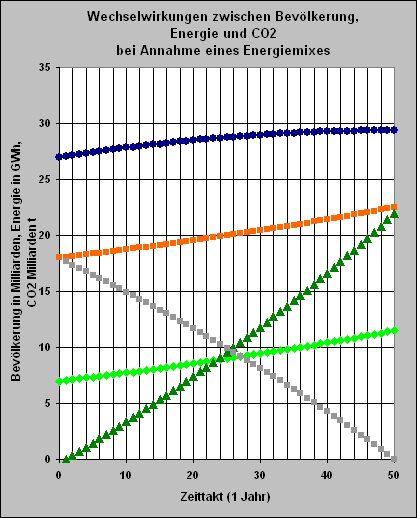 Wechselwirkungen zwischen Bevölkerung,
Energie und CO2
bei Annahme eines Energiemixes
35
30
25
20
15
10
5
0
Bevölkerung in Milliarden, Energie in GWh,
CO2 Milliarden t
0 10 20 30 40 50
Zeittakt (1 Jahr)